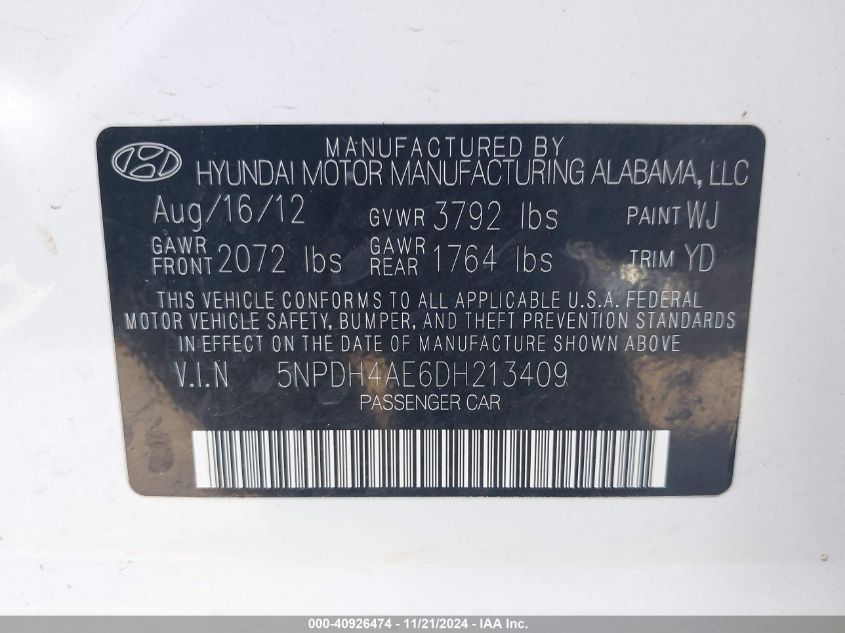 MANUFACTURED BY
HYUNDAI MOTOR MANUFACTURING ALABAMA, LLC
Aug/16/12 GVWR 3792 lbs PAINT WJ
GAWR FRONT 2072 lbs GAWR REAR 1764 lbs TRIM YD
THIS VEHICLE CONFORMS TO ALL APPLICABLE U.S.A. FEDERAL
MOTOR VEHICLE SAFETY, BUMPER, AND THEFT PREVENTION STANDARDS
IN EFFECT ON THE DATE OF MANUFACTURE SHOWN ABOVE
V.I.N 5NPDH4AE6DH213409
PASSENGER CAR
000-40926474 - 11/21/2024 - IAA Inc.